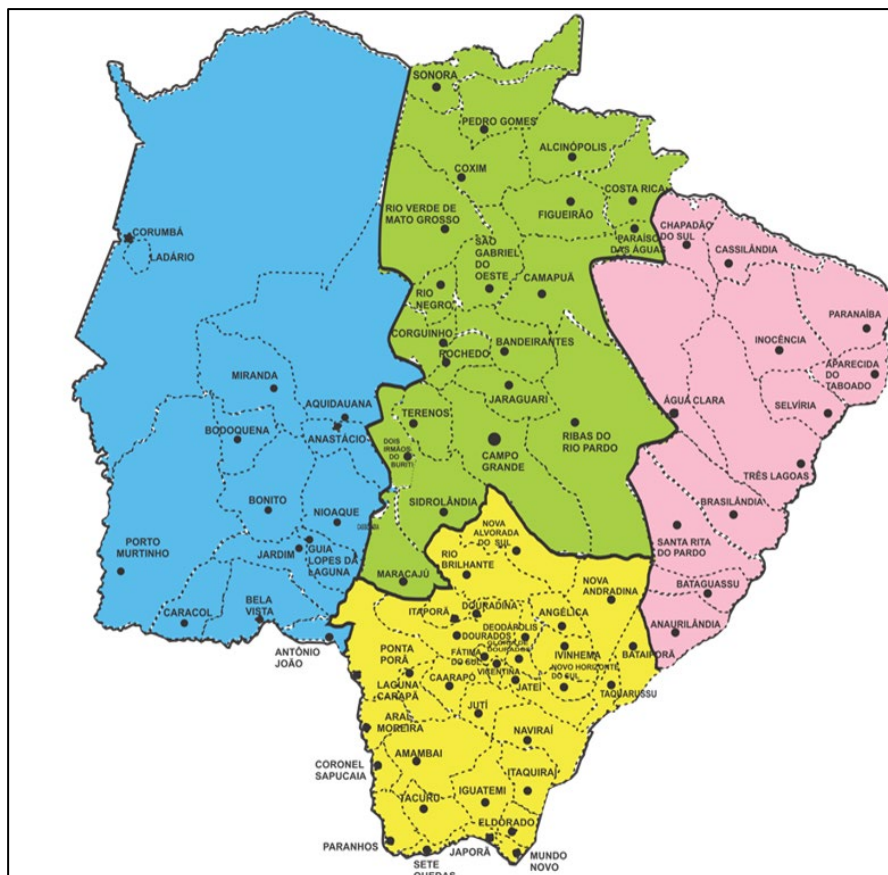 SONORA
PEDRO GOMES
ALCINÓPOLIS
COXIM
COSTA RICA
RIO VERDE DE
MATO GROSSO
FIGUEIRÃO
CHAPADÃO
DO SUL
PARAÍSO
DAS ÁGUAS
CORUMBÁ
LADÁRIO
SÃO
GABRIEL
DO
OESTE
CASSILÂNDIA
CAMAPUÃ
RIO
NEGRO
PARANAÍBA
CORGUINHO
BANDEIRANTES
INOCÊNCIA
ROCHEDO
APARECIDA
DO
TABOADO
MIRANDA
JARAGUARI
ÁGUA CLARA
SELVÍRIA
AQUIDAUANA
TERENOS
BODOQUENA
ANASTÁCIO
DOIS
IRMÃOS
DO
BURITI
CAMPO
GRANDE
RIBAS DO
RIO PARDO
TRÊS LAGOAS
BONITO
NIOAQUE
SIDROLÂNDIA
BRASILÂNDIA
NOVA
ALVORADA
DO SUL
SANTA RITA
DO PARDO
PORTO
MURTINHO
JARDIM
GUIA
LOPES DA
LAGUNA
RIO
BRILHANTE
MARACAJÚ
NOVA
ANDRADINA
BATAGUASSU
CARACOL
BELA
VISTA
ITAPORÃ
DOURADINA
ANGÉLICA
ANAURILÂNDIA
DEODÁPOLIS
ANTÔNIO
JOÃO
DOURADOS
GLÓRIA DE
DOURADOS
IVINHEMA
BATAIPORÃ
PONTA
PORÃ
FÁTIMA
DO SUL
VICENTINA
NOVO HORIZONTE
DO SUL
LAGUNA
CARAPÃ
CAARAPÓ
JATEÍ
TAQUARUSSU
JUTÍ
ARAL
MOREIRA
NAVIRAÍ
AMAMBAI
CORONEL
SAPUCAIA
ITAQUIRAÍ
TACURU
IGUATEMI
ELDORADO
PARANHOS
JAPORÃ
MUNDO
NOVO
SETE
QUEDAS